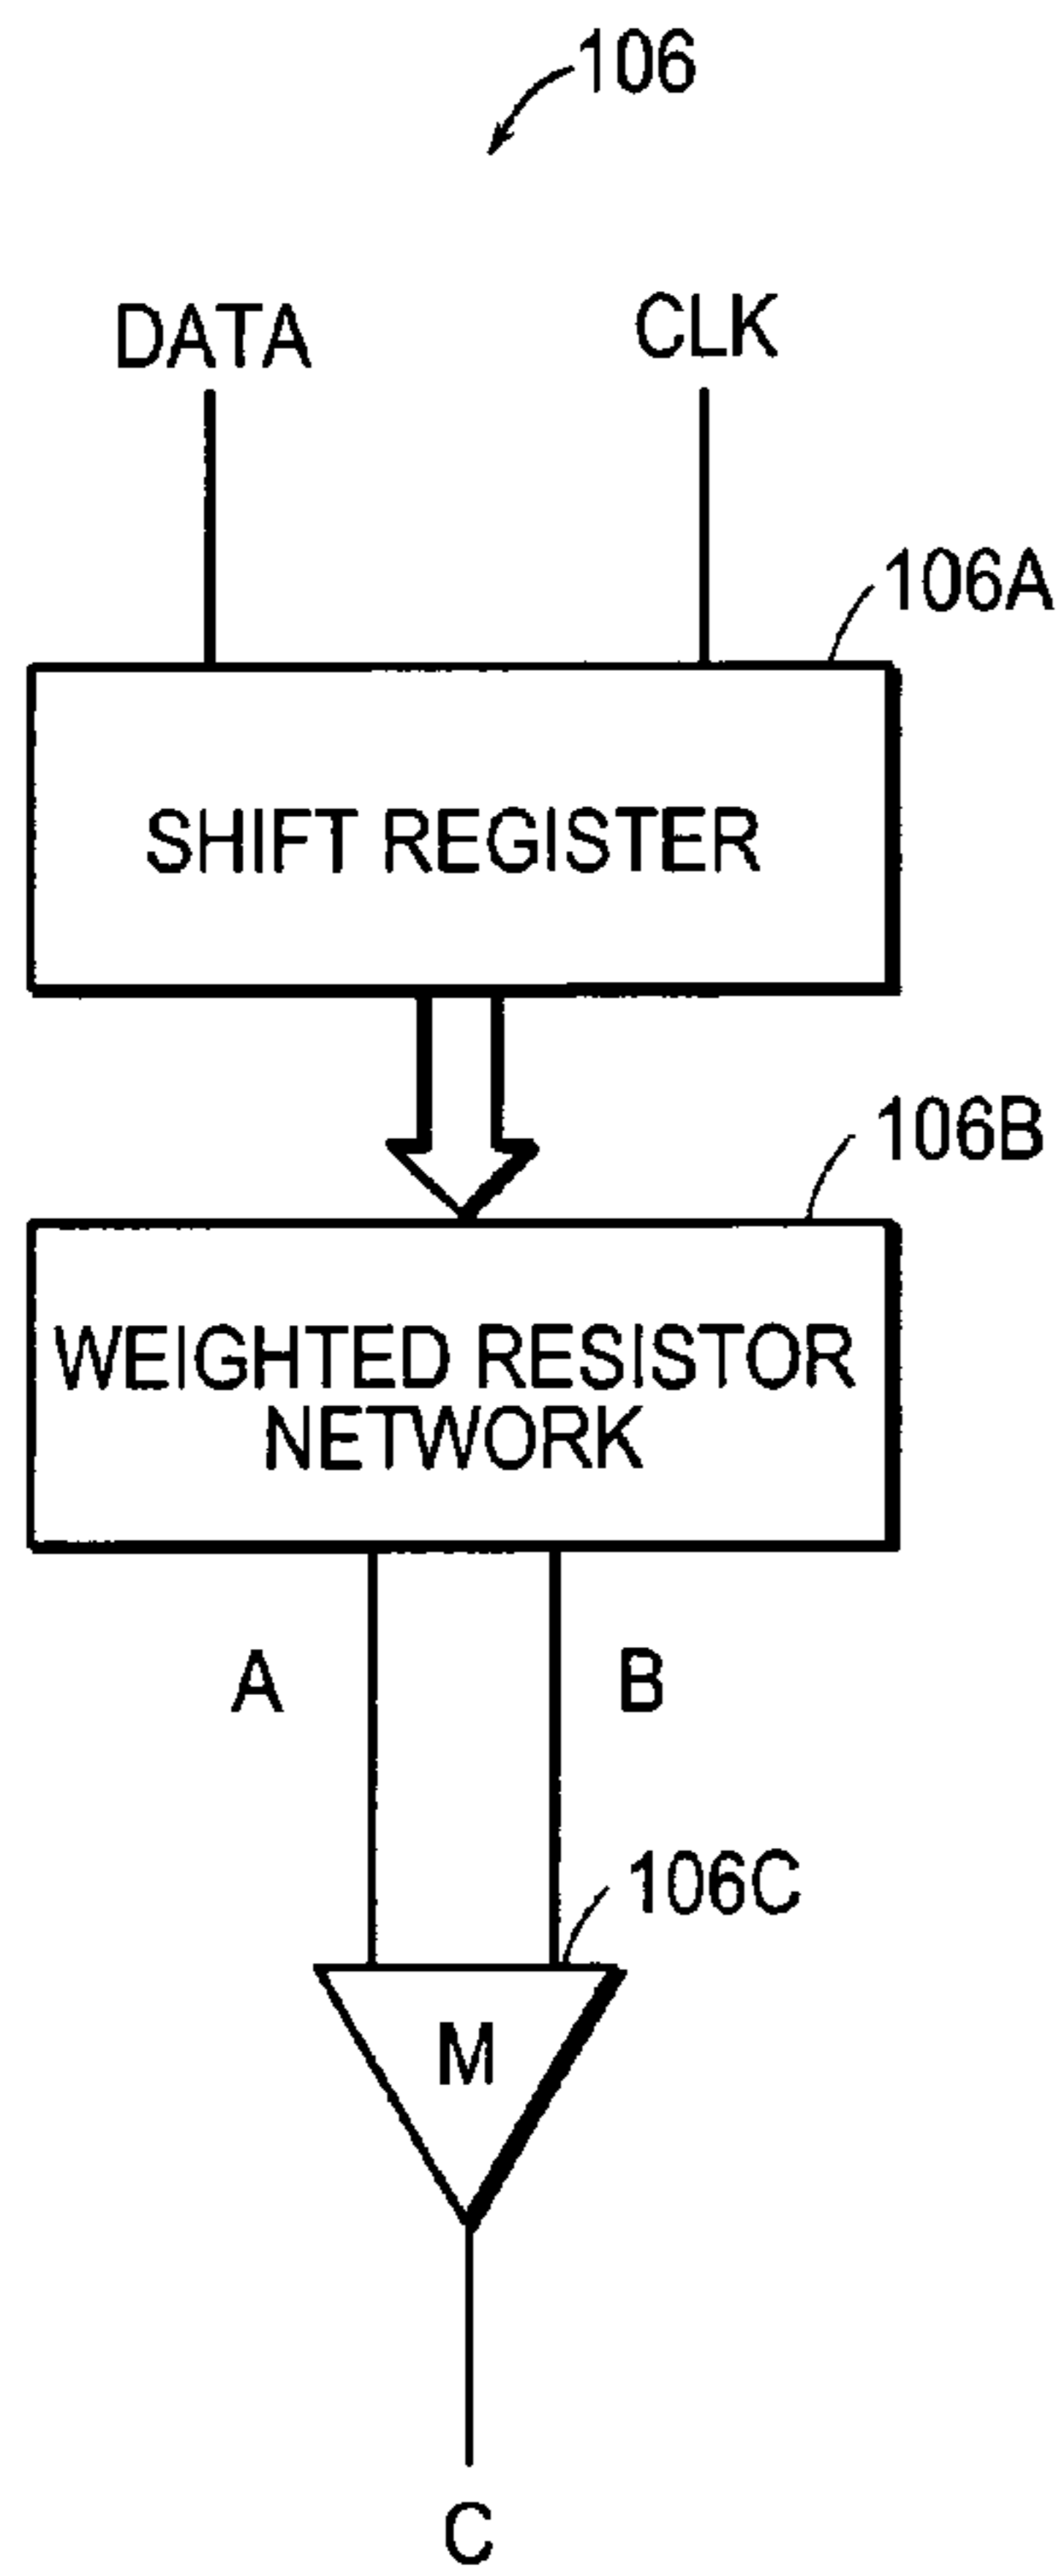 106
DATA
CLK
106A
SHIFT REGISTER
106B
WEIGHTED RESISTOR
NETWORK
A
B
106C
M
C